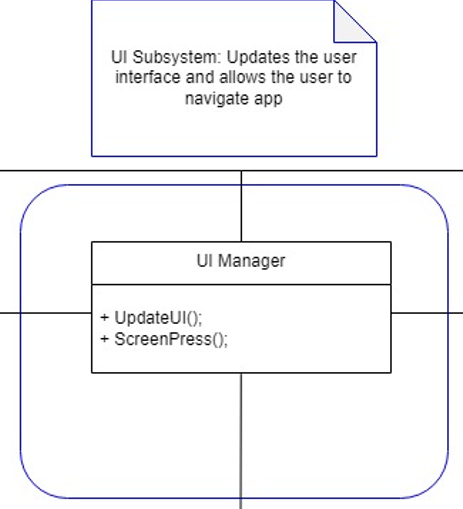 UI Subsystem: Updates the user
interface and allows the user to
navigate app
UI Manager
+ UpdateUI();
+ ScreenPress();